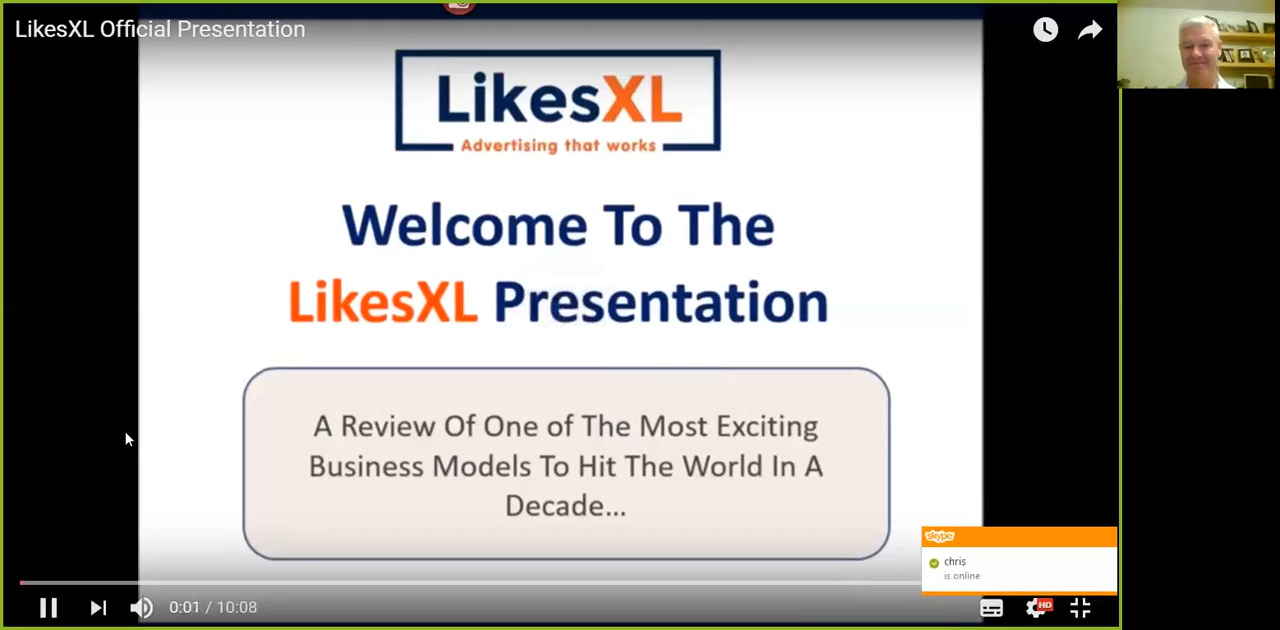 LikesXL Official Presentation
LikesXL
Advertising that works
Welcome To The
LikesXL Presentation
A Review Of One of The Most Exciting
Business Models To Hit The World In A
Decade...
skype
chris
is online
0:01 / 10:08
HD